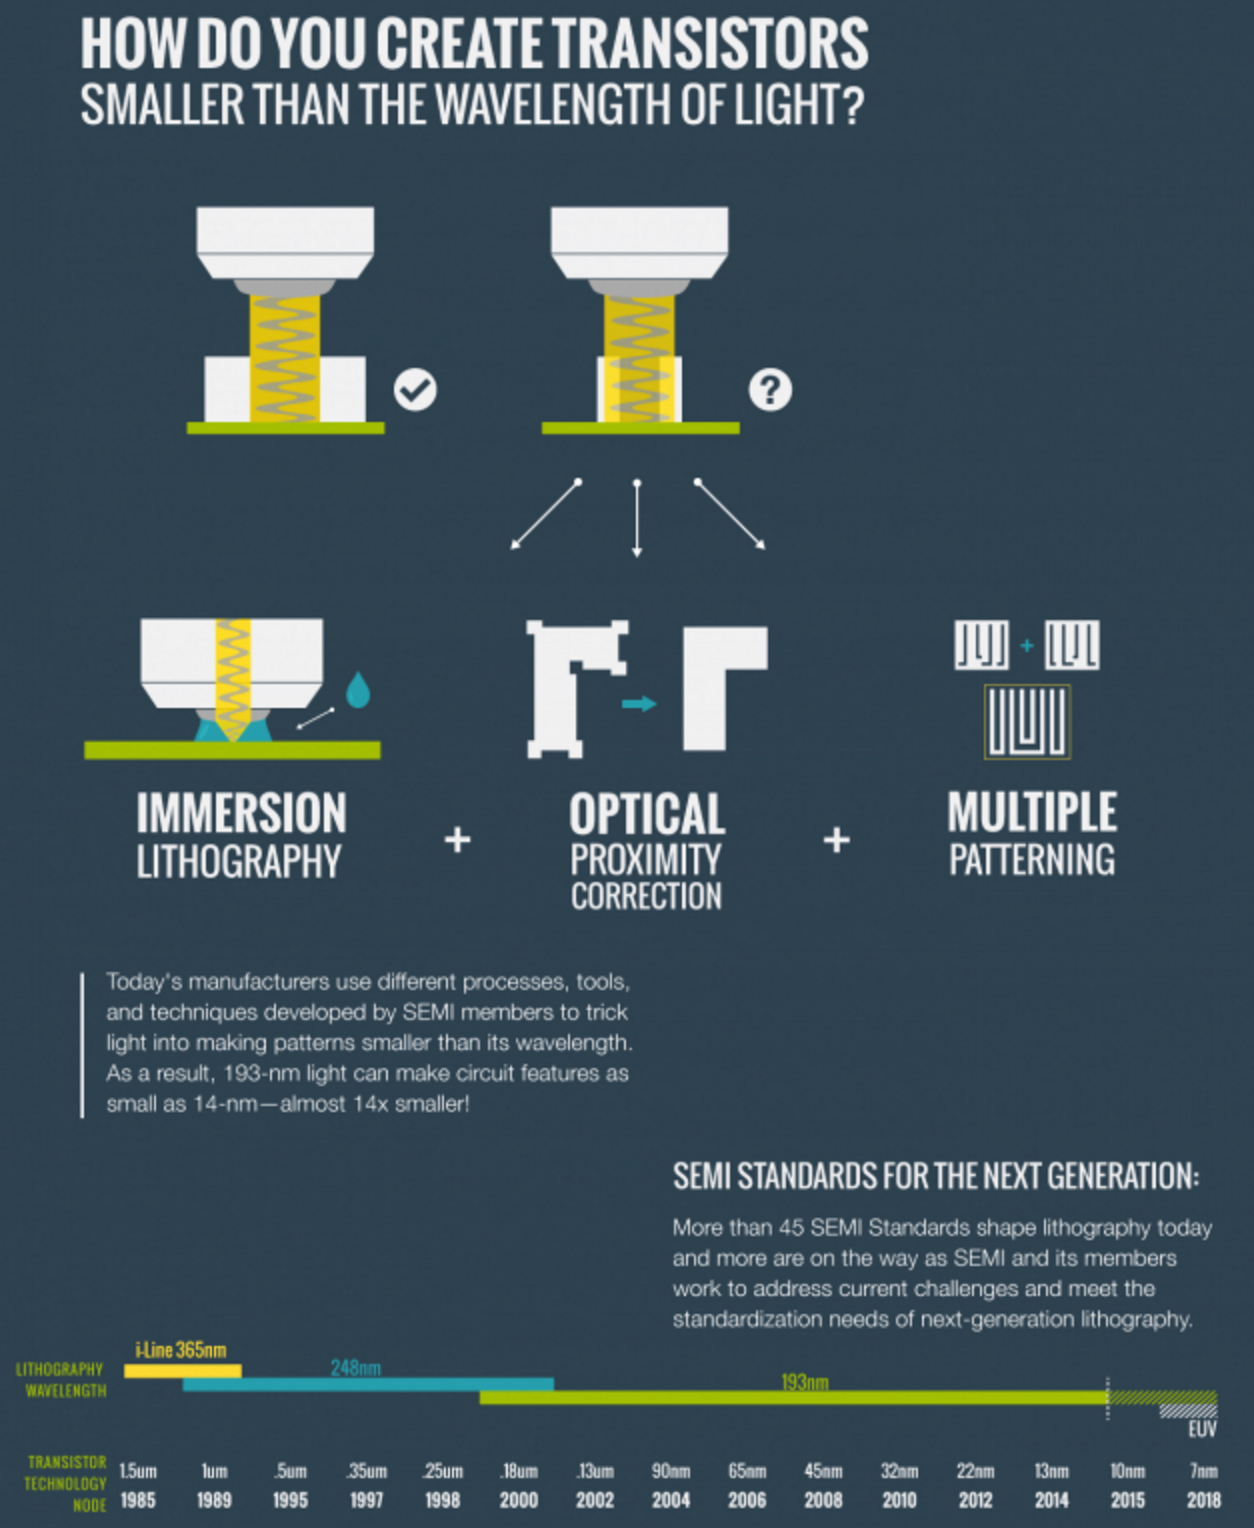 HOW DO YOU CREATE TRANSISTORS
SMALLER THAN THE WAVELENGTH OF LIGHT?
?
IMMERSION
LITHOGRAPHY
+
OPTICAL
PROXIMITY
CORRECTION
+
MULTIPLE
PATTERNING
Today's manufacturers use different processes, tools,
and techniques developed by SEMI members to trick
light into making patterns smaller than its wavelength.
As a result, 193-nm light can make circuit features as
small as 14-nm—almost 14x smaller!
SEMI STANDARDS FOR THE NEXT GENERATION:
More than 45 SEMI Standards shape lithography today
and more are on the way as SEMI and its members
work to address current challenges and meet the
standardization needs of next-generation lithography.
LITHOGRAPHY
WAVELENGTH
i-Line 365nm
248nm
193nm
EUV
TRANSISTOR
TECHNOLOGY
NODE
1.5um 1um .5um .35um .25um .18um .13um 90nm 65nm 45nm 32nm 22nm 13nm 10nm 7nm
1985 1989 1995 1997 1998 2000 2002 2004 2006 2008 2010 2012 2014 2015 2018